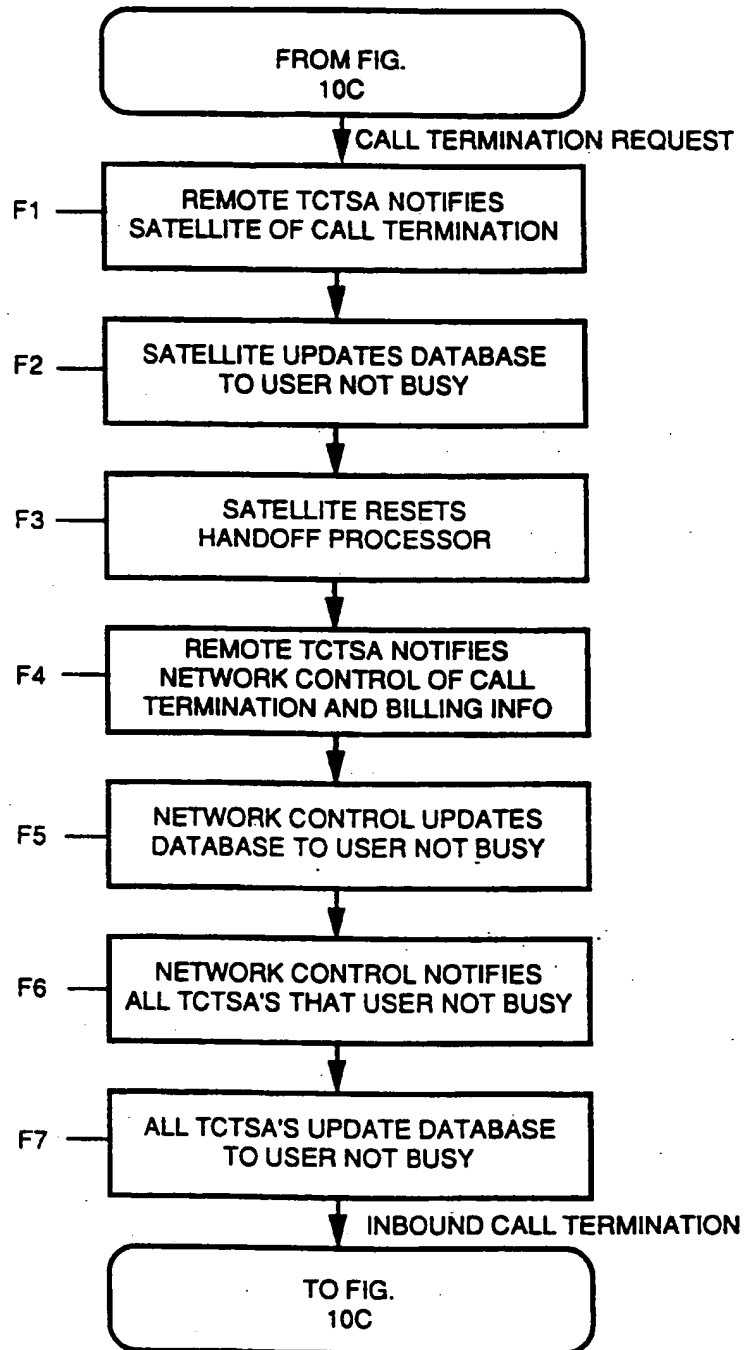 FROM FIG.
10C
CALL TERMINATION REQUEST
F1
REMOTE TCTSA NOTIFIES
SATELLITE OF CALL TERMINATION
F2
SATELLITE UPDATES DATABASE
TO USER NOT BUSY
F3
SATELLITE RESETS
HANDOFF PROCESSOR
F4
REMOTE TCTSA NOTIFIES
NETWORK CONTROL OF CALL
TERMINATION AND BILLING INFO
F5
NETWORK CONTROL UPDATES
DATABASE TO USER NOT BUSY
F6
NETWORK CONTROL NOTIFIES
ALL TCTSA'S THAT USER NOT BUSY
F7
ALL TCTSA'S UPDATE DATABASE
TO USER NOT BUSY
INBOUND CALL TERMINATION
TO FIG.
10C